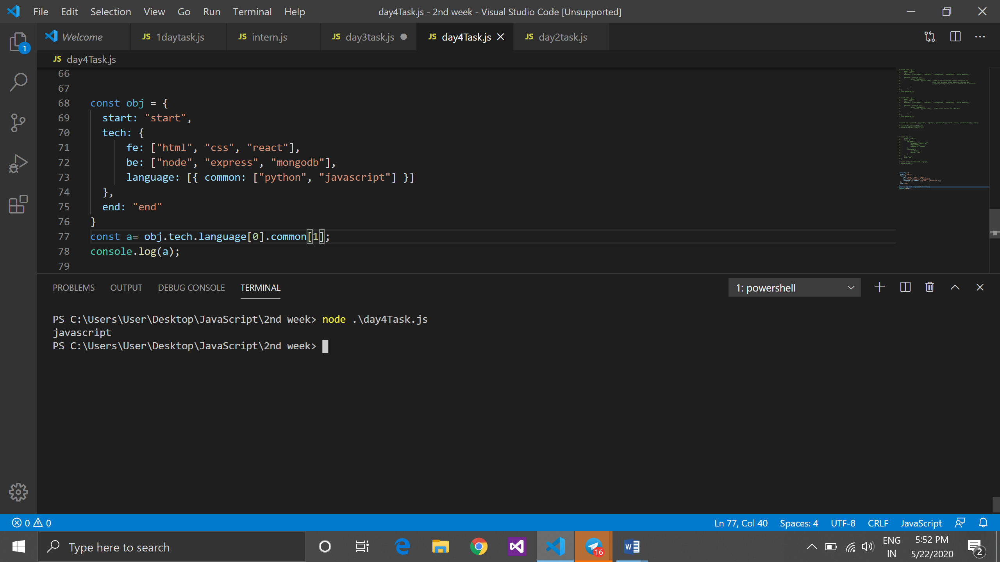 File Edit Selection View Go Run Terminal Help day4Task.js - 2nd week - Visual Studio Code [Unsupported]
Welcome JS 1daytask.js JS intern.js JS day3task.js JS day4Task.js JS day2task.js
1
JS day4Task.js
66
67
68 const obj = {
69 start: "start",
70 tech: {
71 fe: ["html", "css", "react"],
72 be: ["node", "express", "mongodb"],
73 language: [{ common: ["python", "javascript"] }]
74 },
75 end: "end"
76 }
77 const a= obj.tech.language[0].common[1];
78 console.log(a);
79
PROBLEMS OUTPUT DEBUG CONSOLE TERMINAL 1: powershell
PS C:\Users\User\Desktop\JavaScript\2nd week> node .\day4Task.js
javascript
PS C:\Users\User\Desktop\JavaScript\2nd week>
0 0 Ln 77, Col 40 Spaces: 4 UTF-8 CRLF JavaScript
Type here to search 16 ENG 5:52 PM
IN 5/22/2020 2